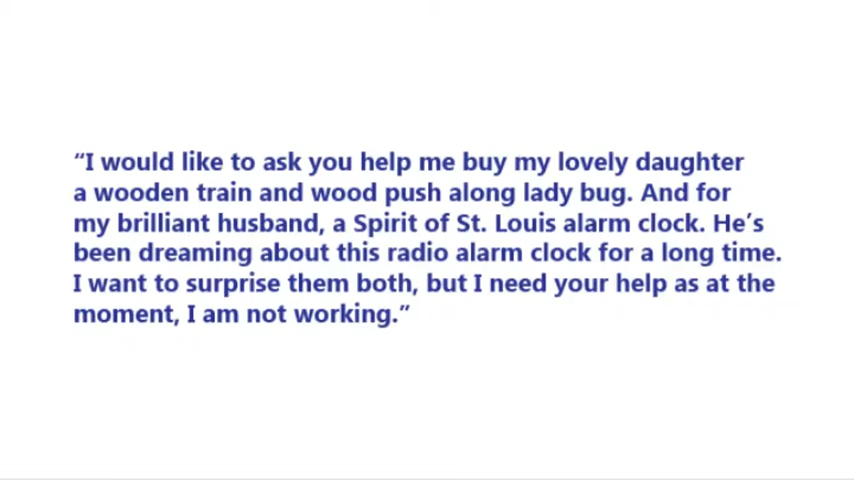 “I would like to ask you help me buy my lovely daughter
a wooden train and wood push along lady bug. And for
my brilliant husband, a Spirit of St. Louis alarm clock. He’s
been dreaming about this radio alarm clock for a long time.
I want to surprise them both, but I need your help as at the
moment, I am not working.”